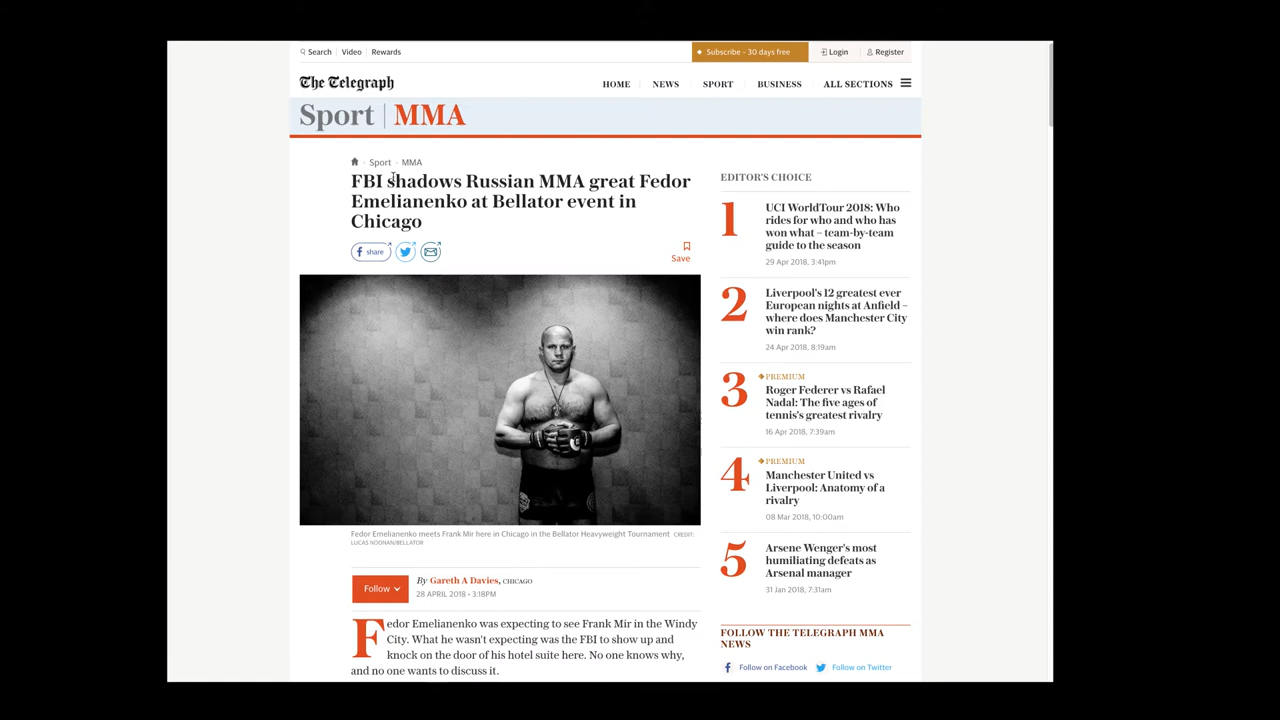 Search Video Rewards
Subscribe - 30 days free
Login Register
The Telegraph
HOME NEWS SPORT BUSINESS ALL SECTIONS
Sport MMA
Sport MMA
FBI shadows Russian MMA great Fedor
Emelianenko at Bellator event in
Chicago
share
Save
Fedor Emelianenko meets Frank Mir here in Chicago in the Bellator Heavyweight Tournament CREDIT:
LUCAS NOONAN/BELLATOR
Follow
By Gareth A Davies, CHICAGO
28 APRIL 2018 • 3:18PM
Fedor Emelianenko was expecting to see Frank Mir in the Windy
City. What he wasn't expecting was the FBI to show up and
knock on the door of his hotel suite here. No one knows why,
and no one wants to discuss it.
EDITOR'S CHOICE
1
UCI WorldTour 2018: Who
rides for who and who has
won what – team-by-team
guide to the season
29 Apr 2018, 3:41pm
2
Liverpool's 12 greatest ever
European nights at Anfield –
where does Manchester City
win rank?
24 Apr 2018, 8:19am
3
PREMIUM
Roger Federer vs Rafael
Nadal: The five ages of
tennis's greatest rivalry
16 Apr 2018, 7:39am
4
PREMIUM
Manchester United vs
Liverpool: Anatomy of a
rivalry
08 Mar 2018, 10:00am
5
Arsene Wenger's most
humiliating defeats as
Arsenal manager
31 Jan 2018, 7:31am
FOLLOW THE TELEGRAPH MMA
NEWS
Follow on Facebook Follow on Twitter